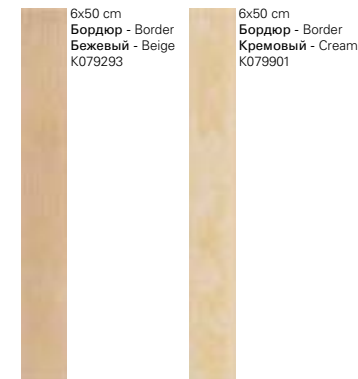 6x50 cm
Бордюр - Border
Бежевый - Beige
K079293
6x50 cm
Бордюр - Border
Кремовый - Cream
K079901